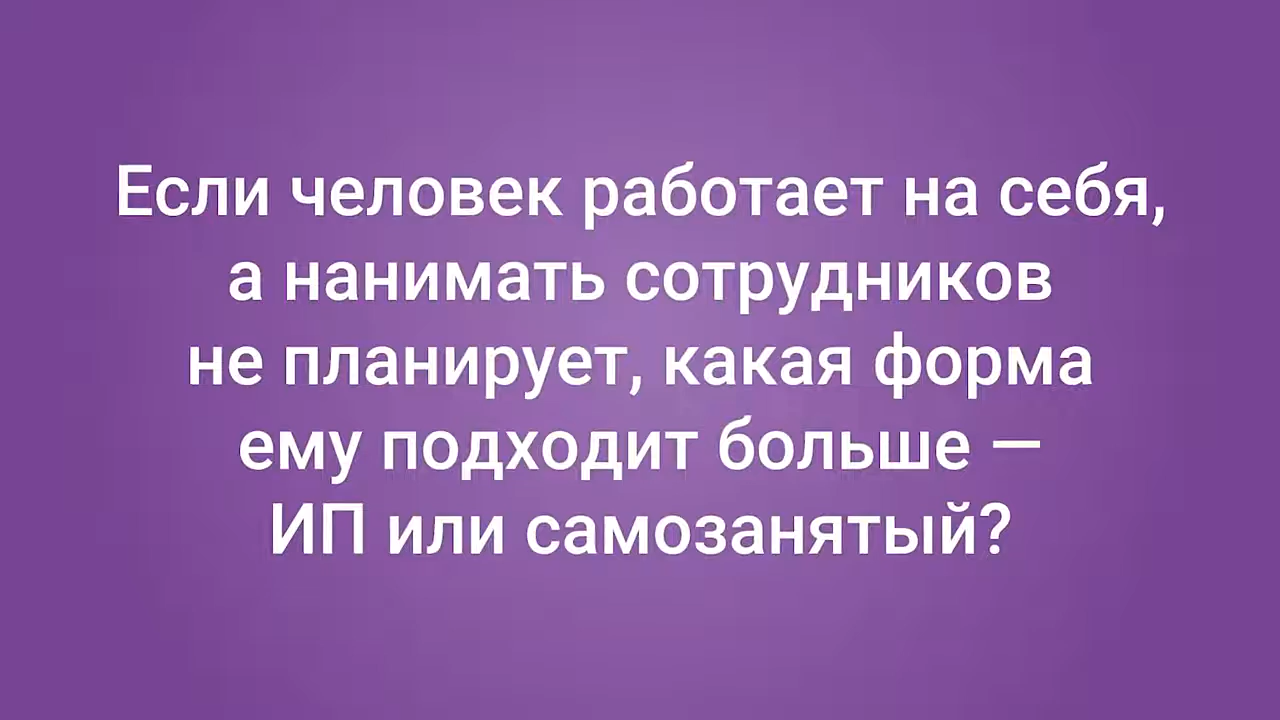 Если человек работает на себя,
а нанимать сотрудников
не планирует, какая форма
ему подходит больше —
ИП или самозанятый?